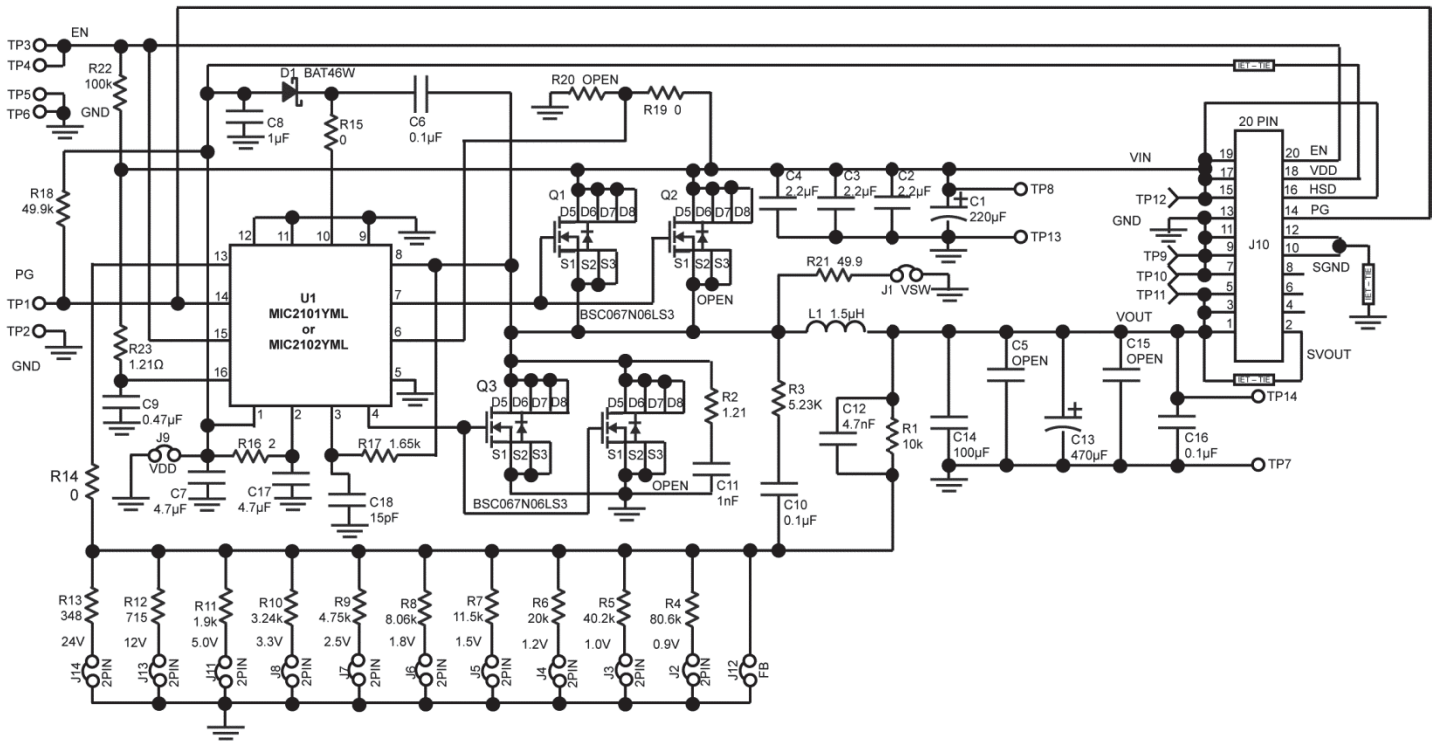 TP3
EN
TP4
TP5
TP6
GND
R22
100k
D1 BAT46W
C8
1µF
R15
0
C6
0.1µF
R20 OPEN
R19 0
IET – TIE
20 PIN
VIN
19
20
EN
17
18
VDD
15
16
HSD
13
14
PG
11
12
9
10
SGND
7
8
5
6
3
4
1
2
J10
TP12
GND
TP9
TP10
TP11
IET – TIE
VOUT
SVOUT
IET – TIE
R18
49.9k
Q1
D5
D6
D7
D8
S1
S2
S3
Q2
D5
D6
D7
D8
S1
S2
S3
OPEN
BSC067N06LS3
C4
2.2µF
C3
2.2µF
C2
2.2µF
C1
220µF
TP8
TP13
R21 49.9
J1 VSW
L1 1.5µH
PG
TP1
TP2
GND
12
11
10
9
13
14
15
16
8
7
6
5
1
2
3
4
U1
MIC2101YML
or
MIC2102YML
R23
1.21Ω
C9
0.47µF
J9
VDD
R16 2
R17 1.65k
R14
0
C7
4.7µF
C17
4.7µF
C18
15pF
Q3
D5
D6
D7
D8
S1
S2
S3
BSC067N06LS3
D5
D6
D7
D8
S1
S2
S3
OPEN
R2
1.21
C11
1nF
R3
5.23K
C10
0.1µF
C12
4.7nF
R1
10k
C14
100µF
C5
OPEN
C13
470µF
C15
OPEN
C16
0.1µF
TP14
TP7
R13
348
24V
J14
2PIN
R12
715
12V
J13
2PIN
R11
1.9k
5.0V
J11
2PIN
R10
3.24k
3.3V
J8
2PIN
R9
4.75k
2.5V
J7
2PIN
R8
8.06k
1.8V
J6
2PIN
R7
11.5k
1.5V
J5
2PIN
R6
20k
1.2V
J4
2PIN
R5
40.2k
1.0V
J3
2PIN
R4
80.6k
0.9V
J2
2PIN
J12
FB